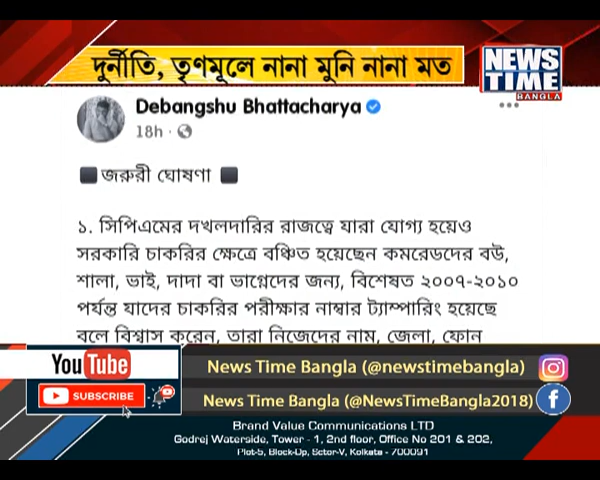 দুর্নীতি, তৃণমূলে নানা মুনি নানা মত
NEWS
TIME
BANGLA
Debangshu Bhattacharya
18h
জরুরী ঘোষণা
১. সিপিএমের দখলদারির রাজত্বে যারা যোগ্য হয়েও
সরকারি চাকরির ক্ষেত্রে বঞ্চিত হয়েছেন কমরেডদের বউ,
শালা, ভাই, দাদা বা ভাগ্নেদের জন্য, বিশেষত ২০০৭-২০১০
পর্যন্ত যাদের চাকরির পরীক্ষার নাম্বার ট্যাম্পারিং হয়েছে
বলে বিশ্বাস করেন, তারা নিজেদের নাম, জেলা, ফোন
YouTube
SUBSCRIBE
News Time Bangla (@newstimebangla)
News Time Bangla (@NewsTimeBangla2018)
Brand Value Communications LTD
Godrej Waterside, Tower - 1, 2nd floor, Office No 201 & 202,
Plot-5, Block-Dp, Sctor-V, Kolkata - 700091